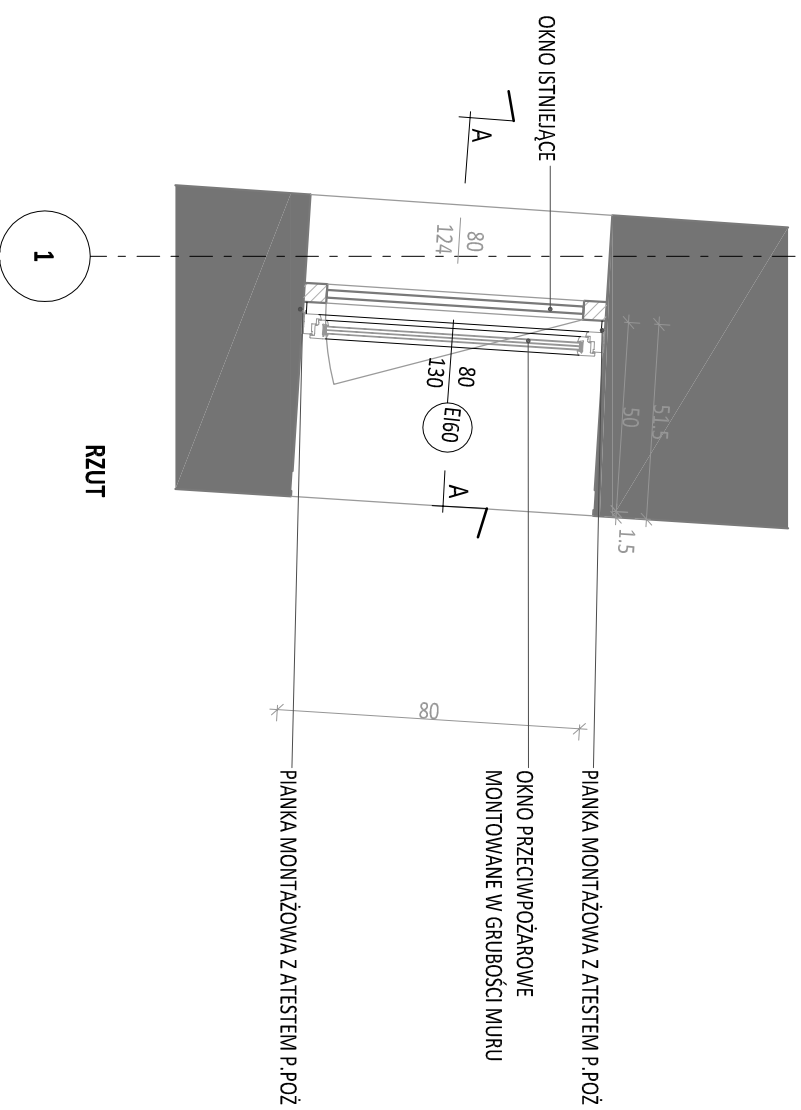 OKNO ISTNIEJĄCE
A
1
80
124
80
130
EI60
A
51.5
50
1.5
RZUT
80
PIANKA MONTAŻOWA Z ATESTEM P.POŻ
OKNO PRZECIWPOŻAROWE
MONTOWANE W GRUBOŚCI MURU
PIANKA MONTAŻOWA Z ATESTEM P.POŻ